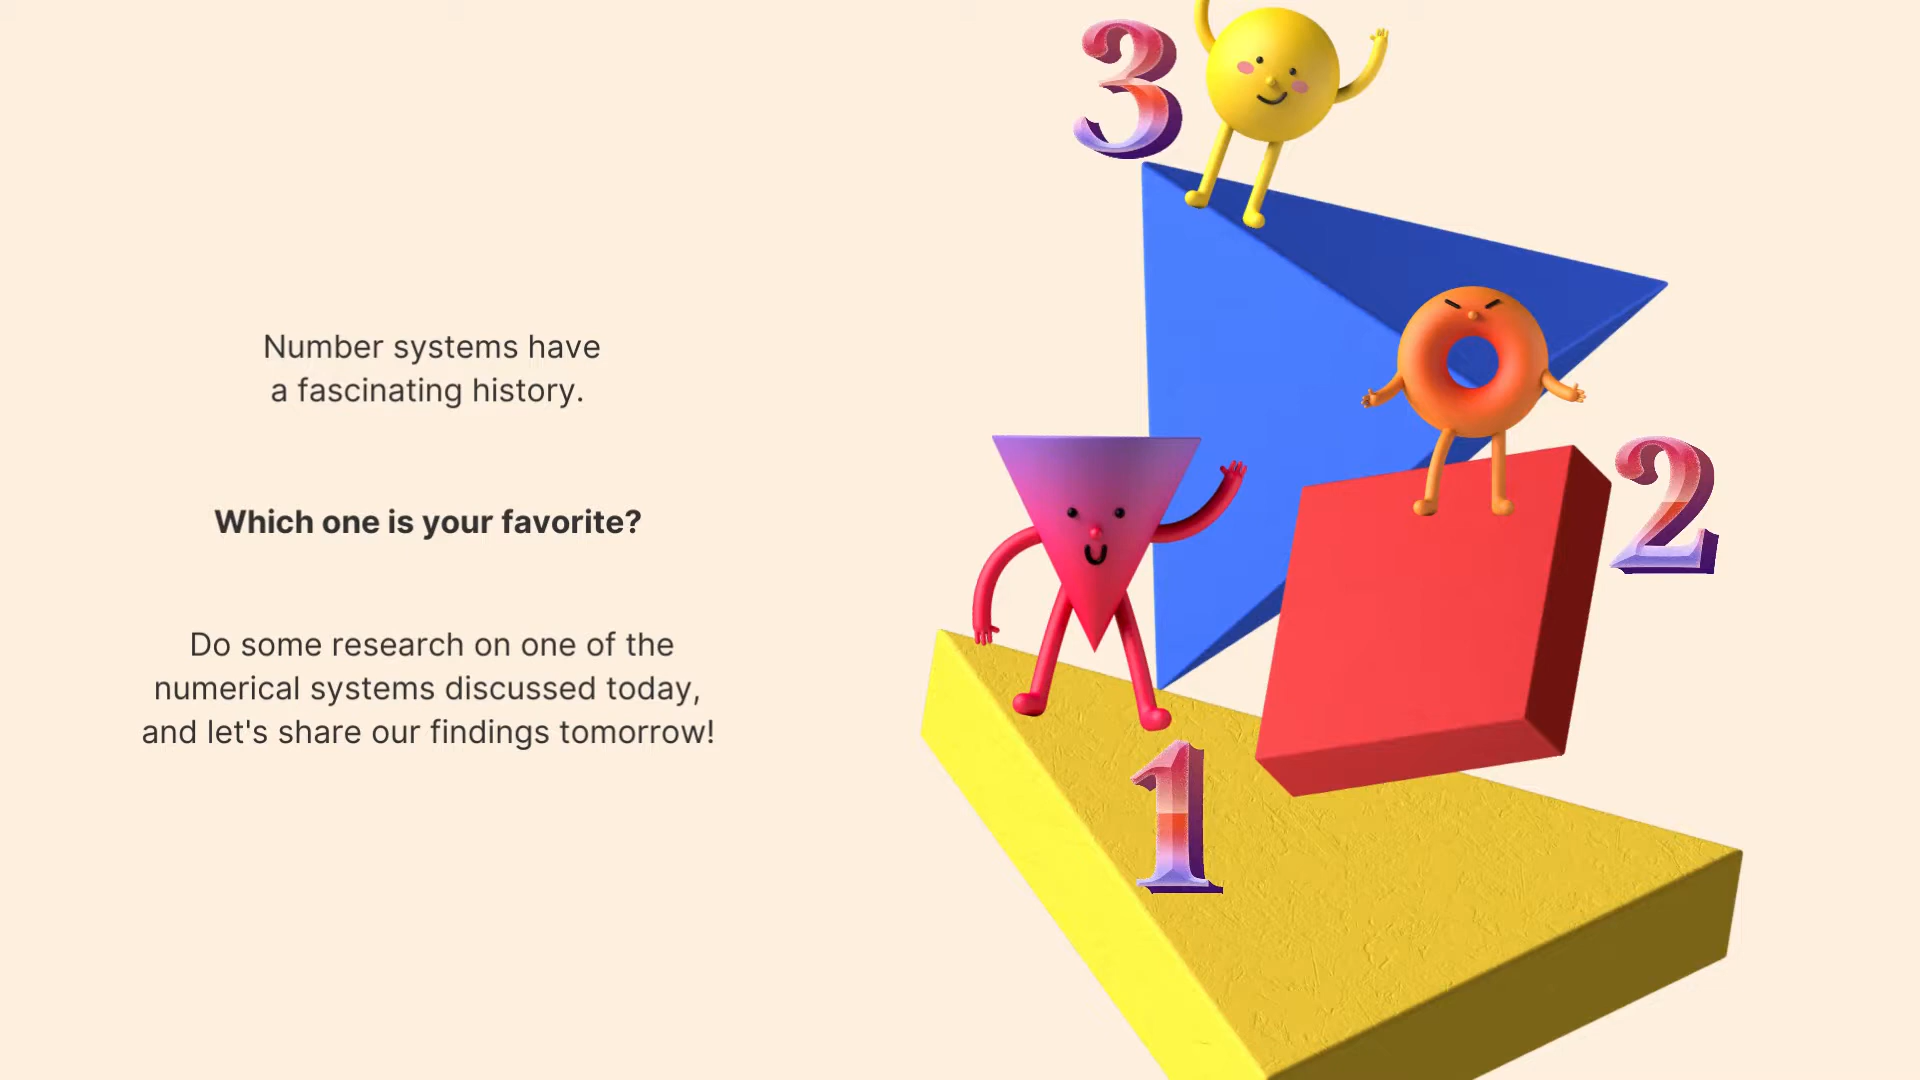 Number systems have
a fascinating history.
Which one is your favorite?
Do some research on one of the
numerical systems discussed today,
and let's share our findings tomorrow!
3
2
1